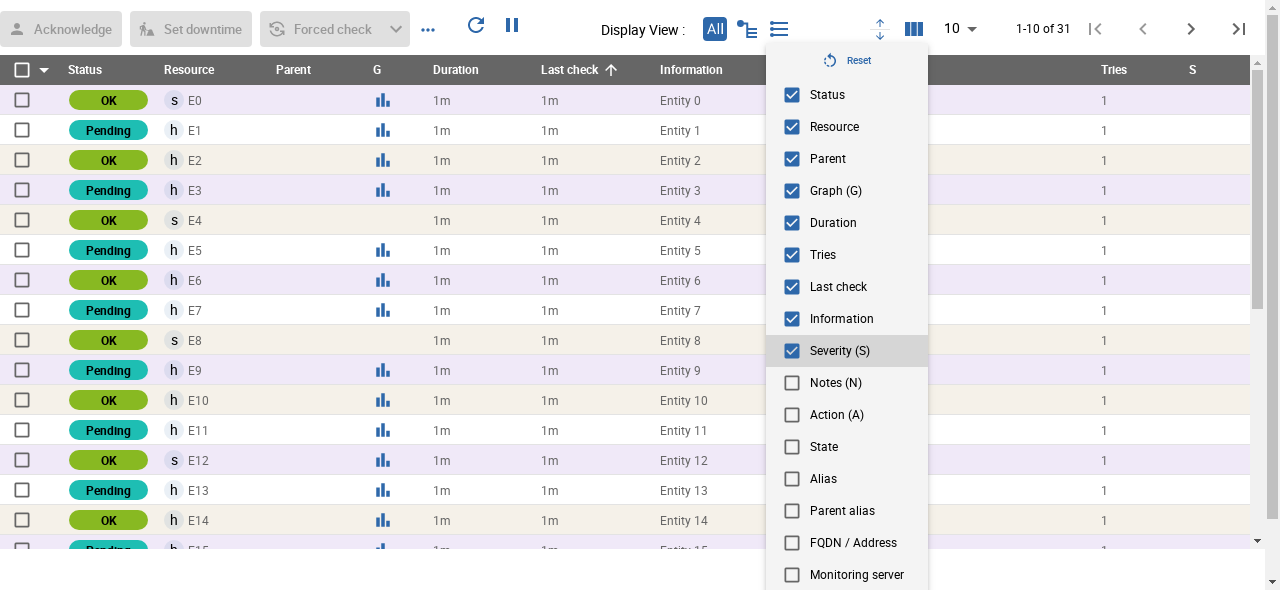 Acknowledge Set downtime Forced check Display View : All 10 1-10 of 31
Status Resource Parent G Duration Last check Information Tries S
OK s E0 1m 1m Entity 0 1
Pending h E1 1m 1m Entity 1 1
OK h E2 1m 1m Entity 2 1
Pending h E3 1m 1m Entity 3 1
OK s E4 1m 1m Entity 4 1
Pending h E5 1m 1m Entity 5 1
OK h E6 1m 1m Entity 6 1
Pending h E7 1m 1m Entity 7 1
OK s E8 1m 1m Entity 8 1
Pending h E9 1m 1m Entity 9 1
OK h E10 1m 1m Entity 10 1
Pending h E11 1m 1m Entity 11 1
OK s E12 1m 1m Entity 12 1
Pending h E13 1m 1m Entity 13 1
OK h E14 1m 1m Entity 14 1
Pending h E15 1m 1m Entity 15 1
Reset
Status
Resource
Parent
Graph (G)
Duration
Tries
Last check
Information
Severity (S)
Notes (N)
Action (A)
State
Alias
Parent alias
FQDN / Address
Monitoring server